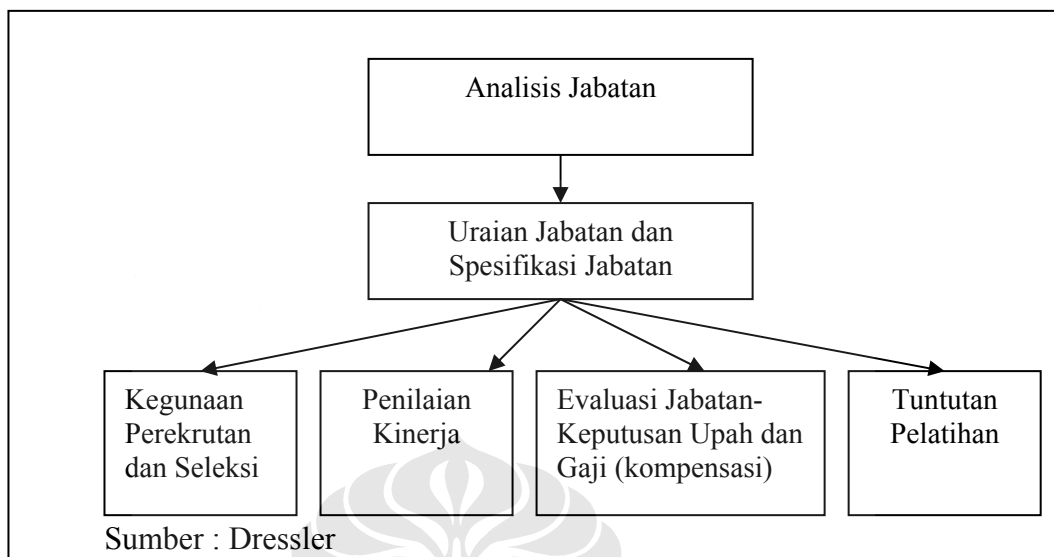 Analisis Jabatan
Uraian Jabatan dan
Spesifikasi Jabatan
Kegunaan
Perekrutan
dan Seleksi
Penilaian
Kinerja
Evaluasi Jabatan-
Keputusan Upah dan
Gaji (kompensasi)
Tuntutan
Pelatihan
Sumber : Dressler